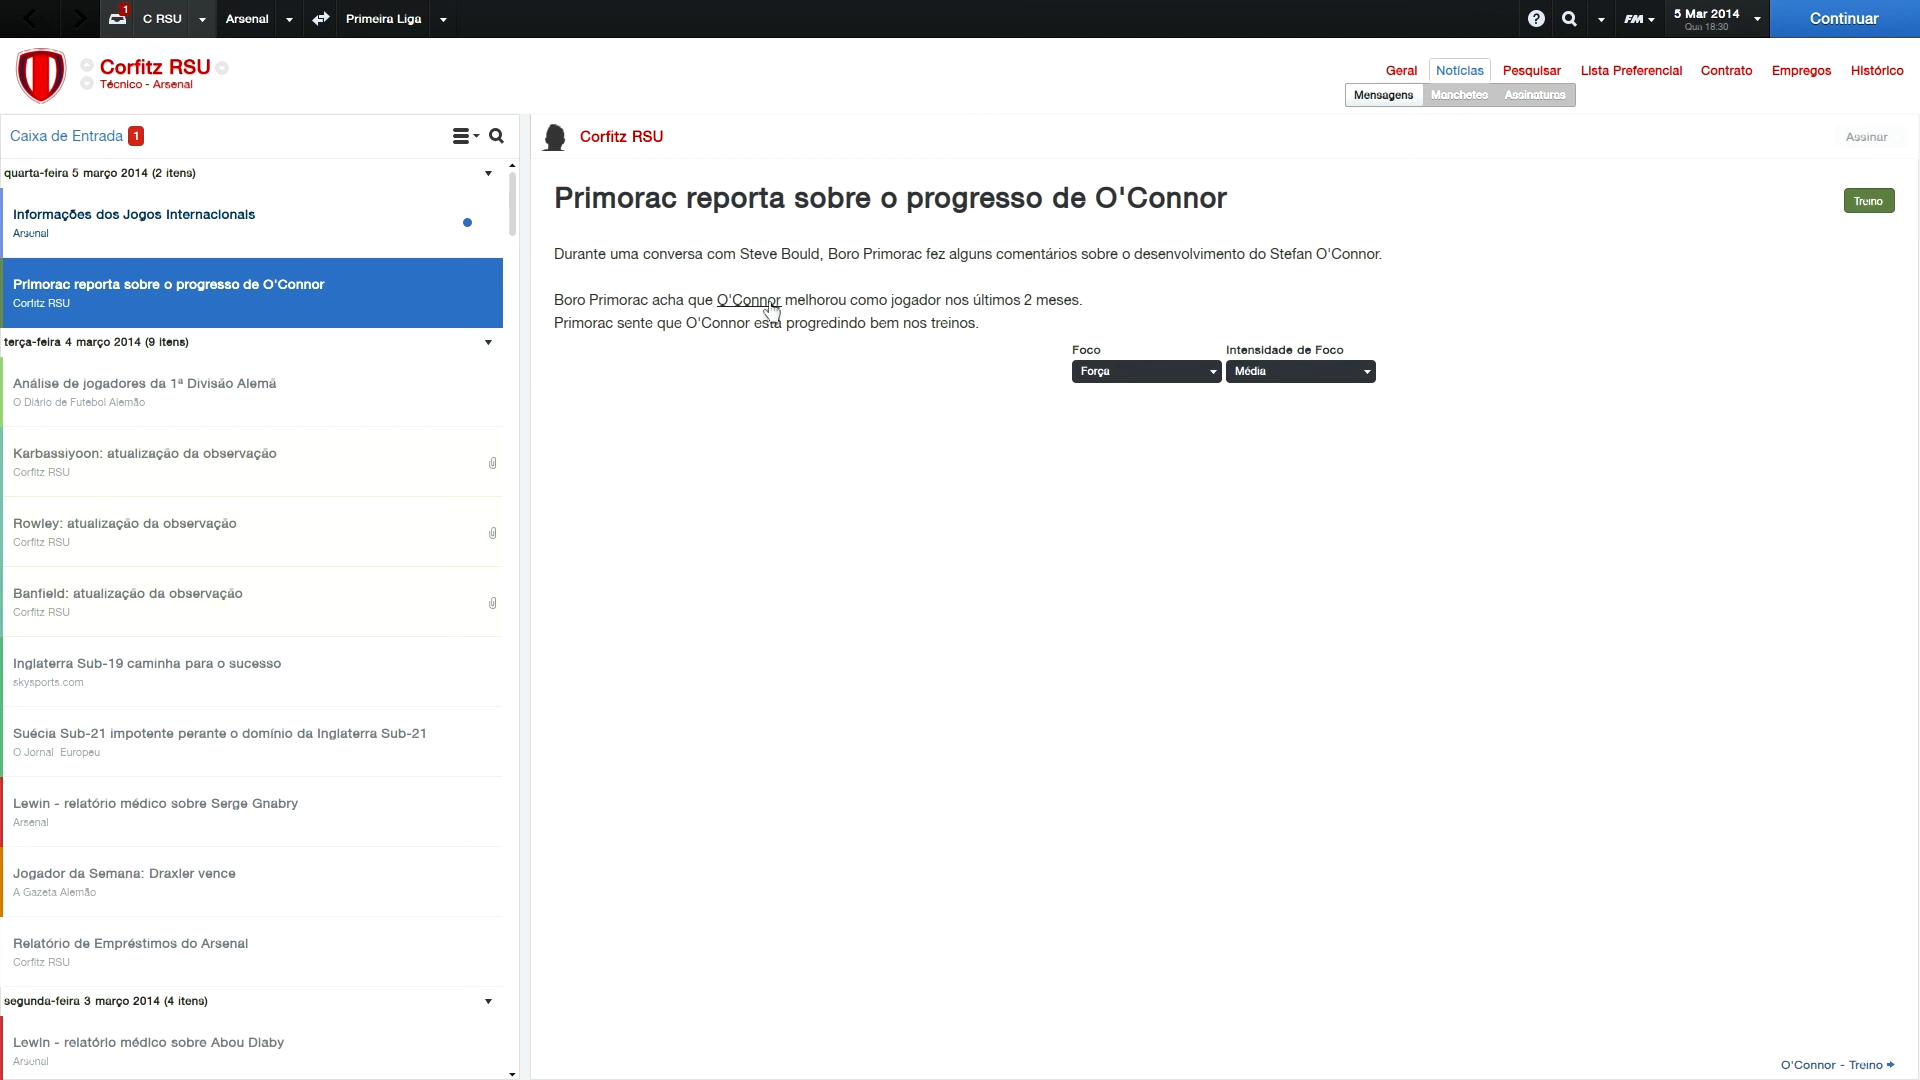 1
C RSU
Arsenal
Primeira Liga
?
FM
5 Mar 2014
Qua 18:30
Continuar
Corfitz RSU
Técnico - Arsenal
Geral
Notícias
Pesquisar
Lista Preferencial
Contrato
Empregos
Histórico
Mensagens
Manchetes
Assinaturas
Caixa de Entrada 1
quarta-feira 5 março 2014 (2 itens)
Informações dos Jogos Internacionais
Arsenal
Primorac reporta sobre o progresso de O'Connor
Corfitz RSU
terça-feira 4 março 2014 (9 itens)
Análise de jogadores da 1ª Divisão Alemã
O Diário de Futebol Alemão
Karbassiyoon: atualização da observação
Corfitz RSU
Rowley: atualização da observação
Corfitz RSU
Banfield: atualização da observação
Corfitz RSU
Inglaterra Sub-19 caminha para o sucesso
skysports.com
Suécia Sub-21 impotente perante o domínio da Inglaterra Sub-21
O Jornal Europeu
Lewin - relatório médico sobre Serge Gnabry
Arsenal
Jogador da Semana: Draxler vence
A Gazeta Alemão
Relatório de Empréstimos do Arsenal
Corfitz RSU
segunda-feira 3 março 2014 (4 itens)
Lewin - relatório médico sobre Abou Diaby
Arsenal
Corfitz RSU
Assinar
Primorac reporta sobre o progresso de O'Connor
Treino
Durante uma conversa com Steve Bould, Boro Primorac fez alguns comentários sobre o desenvolvimento do Stefan O'Connor.
Boro Primorac acha que O'Connor melhorou como jogador nos últimos 2 meses.
Primorac sente que O'Connor está progredindo bem nos treinos.
Foco
Intensidade de Foco
Força
Média
O'Connor - Treino